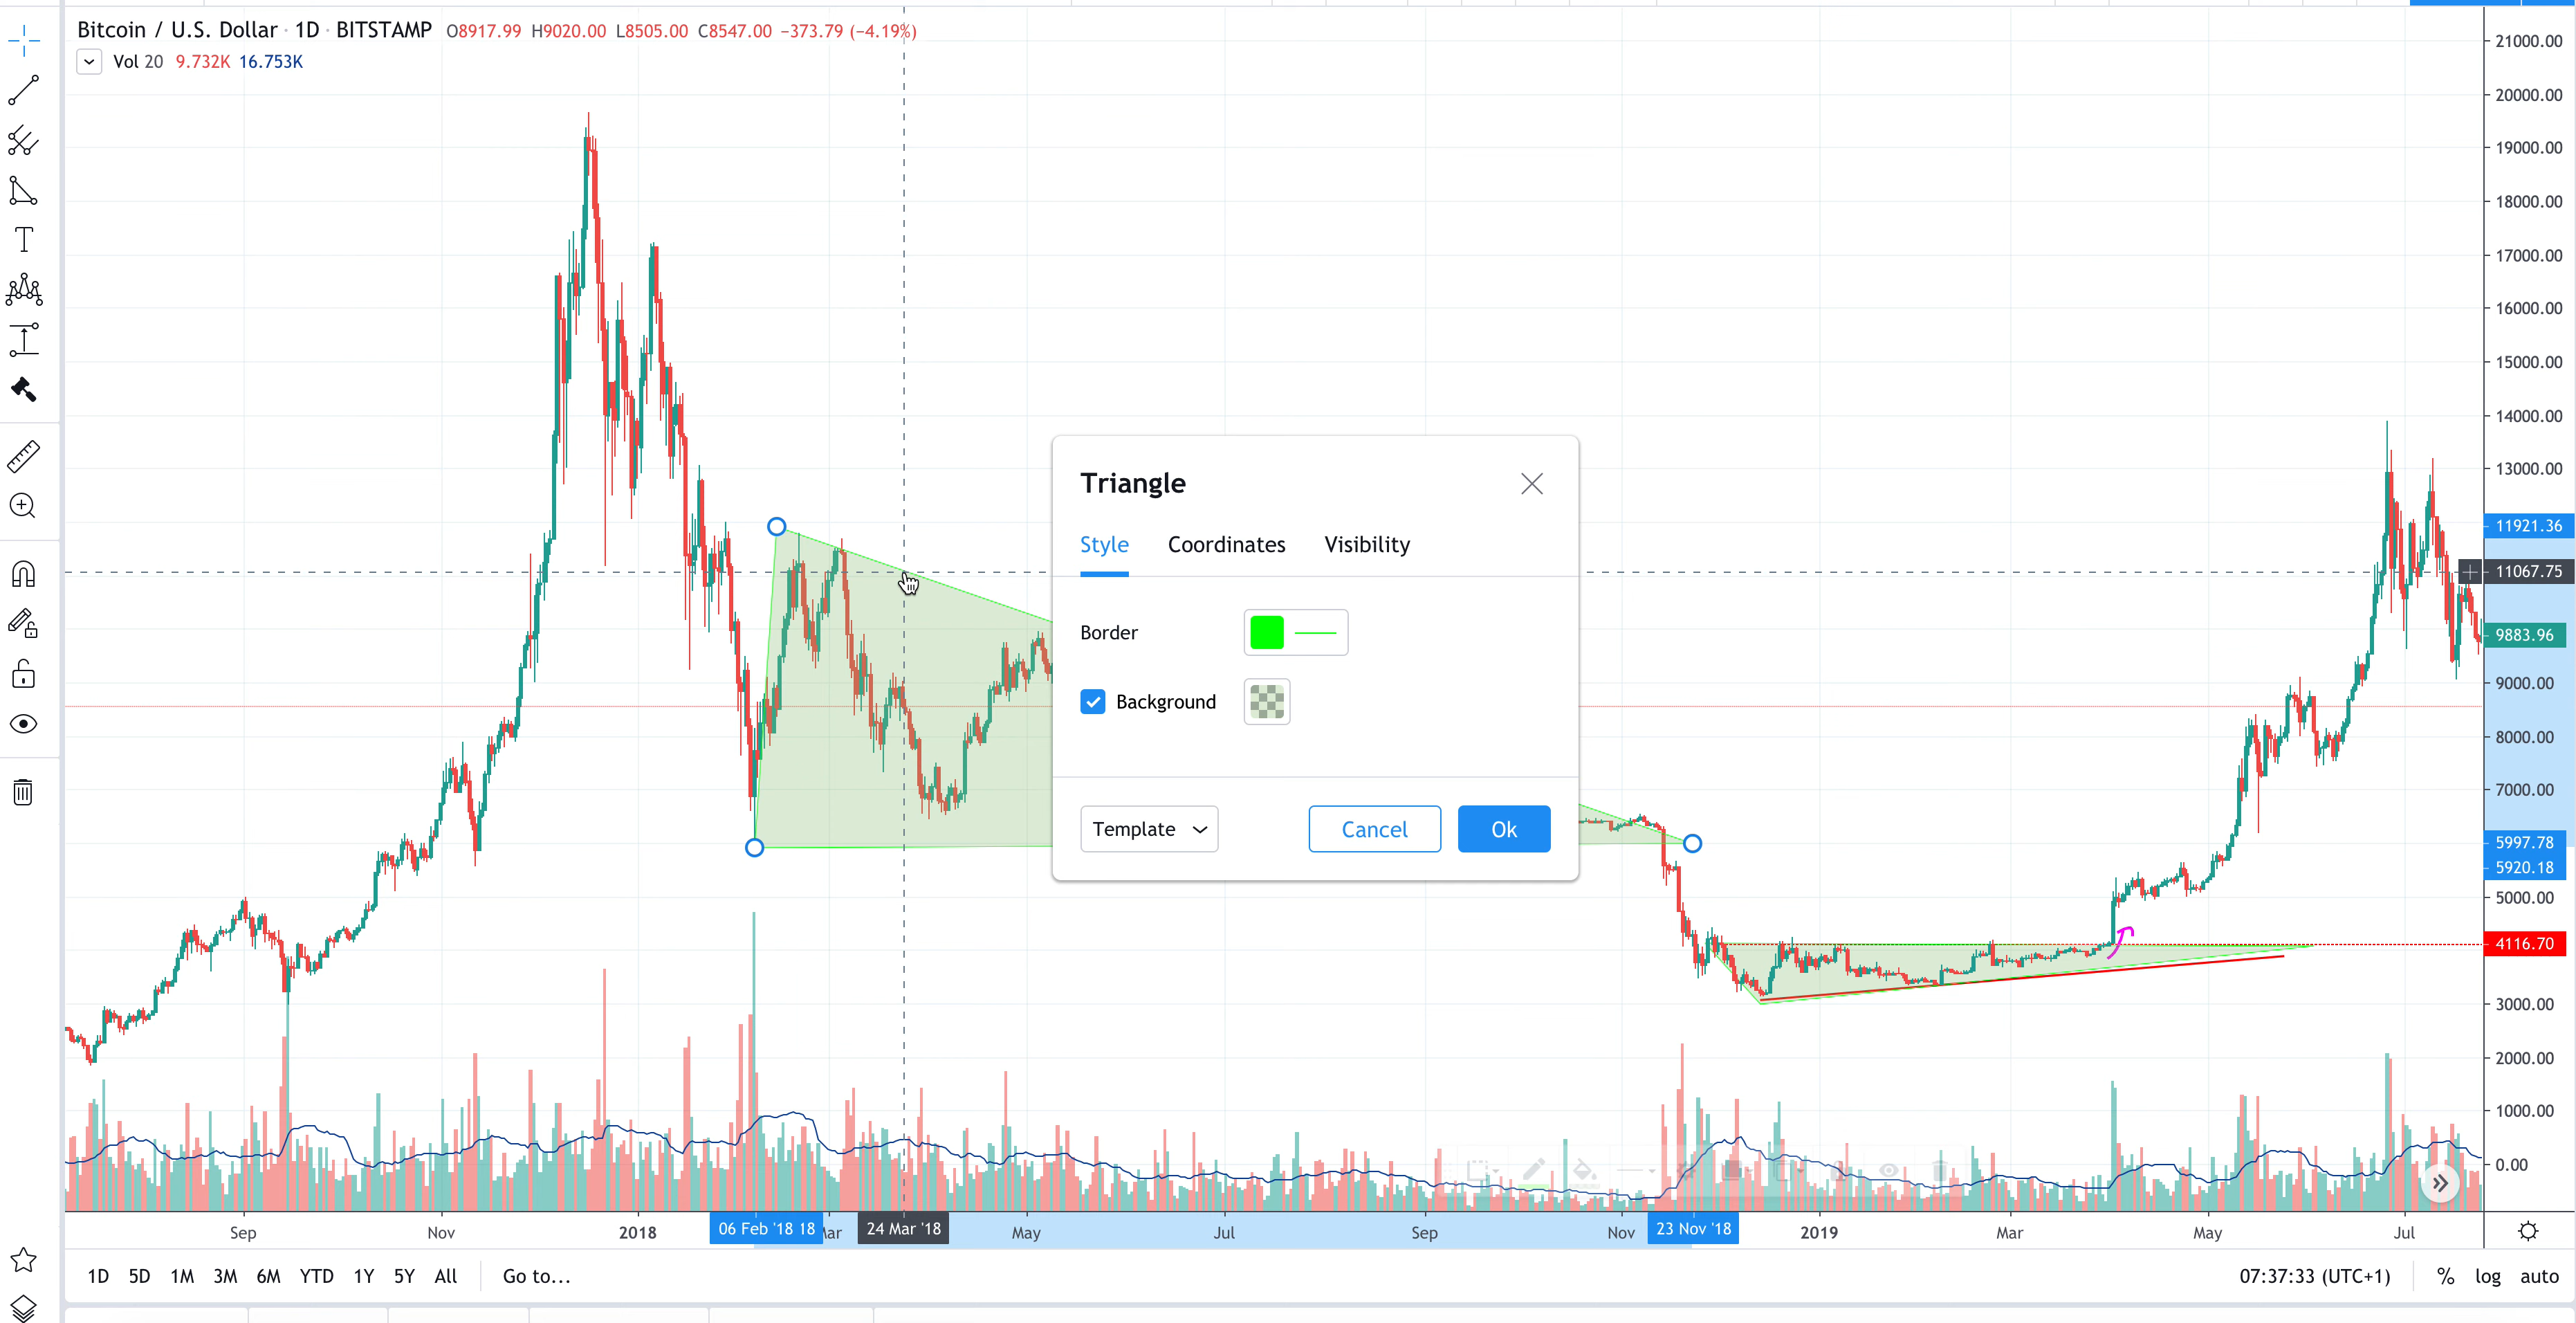 Bitcoin / U.S. Dollar · 1D · BITSTAMP O8917.99 H9020.00 L8505.00 C8547.00 −373.79 (−4.19%)
Vol 20 9.732K 16.753K
21000.00
20000.00
19000.00
18000.00
17000.00
16000.00
15000.00
14000.00
13000.00
11921.36
11067.75
9883.96
9000.00
8000.00
7000.00
5997.78
5920.18
5000.00
4116.70
3000.00
2000.00
1000.00
0.00
Triangle
Style Coordinates Visibility
Border
Background
Template Cancel Ok
Sep Nov 2018 06 Feb '18 18 Mar 24 Mar '18 May Jul Sep Nov 23 Nov '18 2019 Mar May Jul
1D 5D 1M 3M 6M YTD 1Y 5Y All Go to... 07:37:33 (UTC+1) % log auto